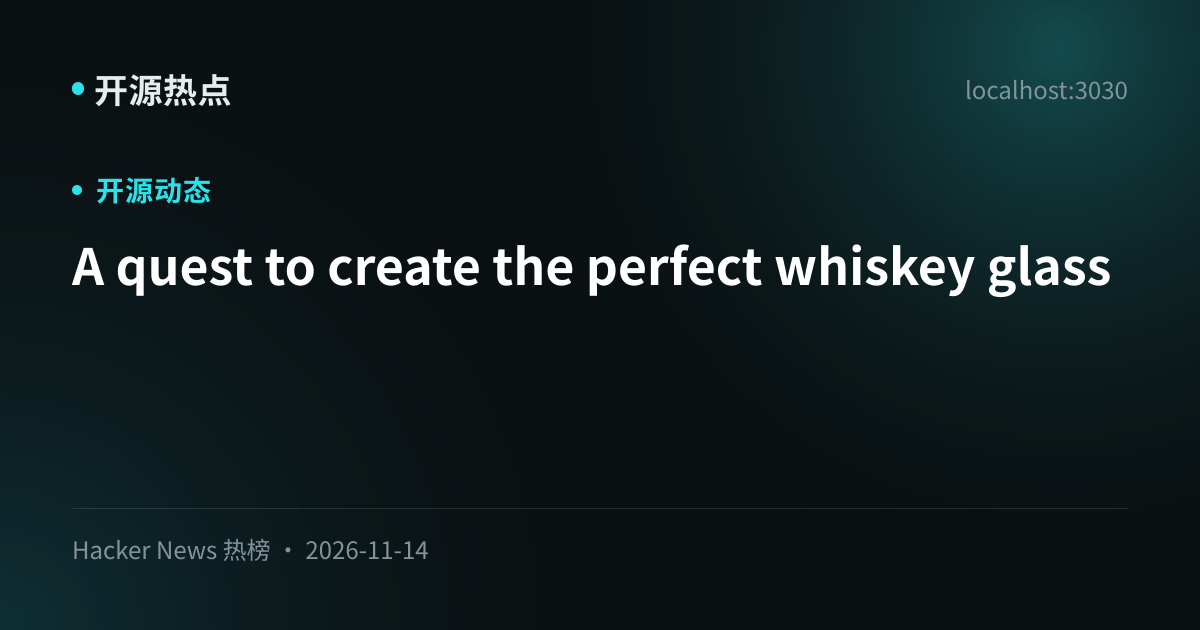 开源热点
localhost:3030
开源动态
A quest to create the perfect whiskey glass
Hacker News 热榜 · 2026-11-14